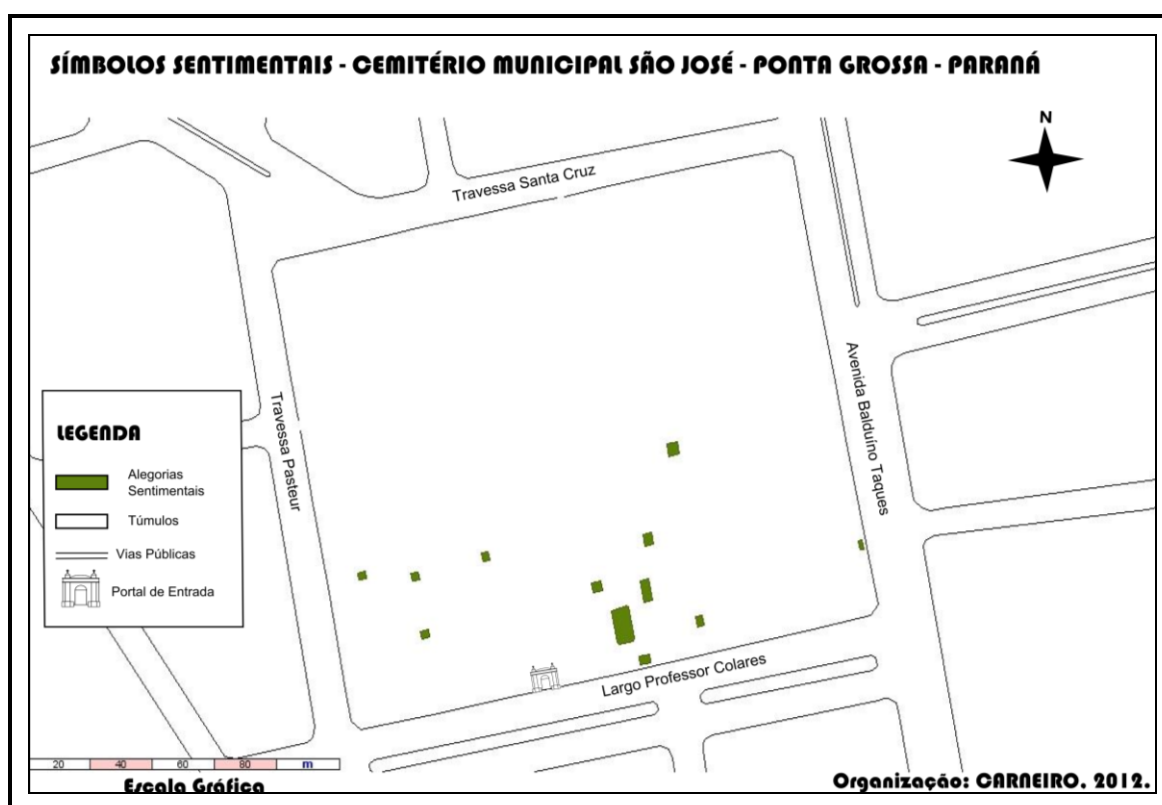 SÍMBOLOS SENTIMENTAIS - CEMITÉRIO MUNICIPAL SÃO JOSÉ - PONTA GROSSA - PARANÁ
N
Travessa Santa Cruz
Avenida Balduíno Taques
Travessa Pasteur
LEGENDA
Alegorias
Sentimentais
Túmulos
Vias Públicas
Portal de Entrada
Largo Professor Colares
20 40 60 80 m
Escala Gráfica
Organização: CARNEIRO. 2012.